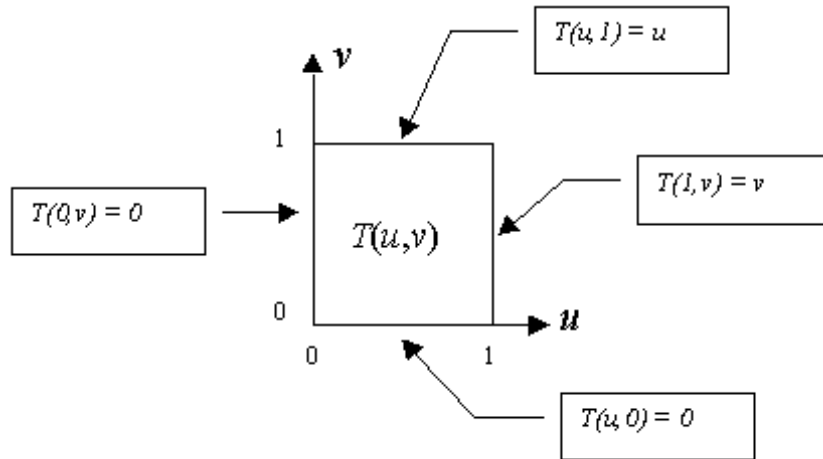 T(u,1) = u
v
1
T(1,v) = v
T(0,v) = 0
T(u,v)
0
u
0 1
T(u,0) = 0